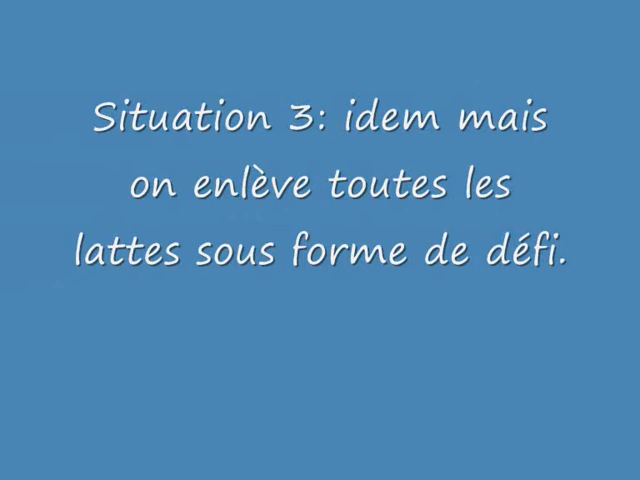 Situation 3: idem mais
on enlève toutes les
lattes sous forme de défi.